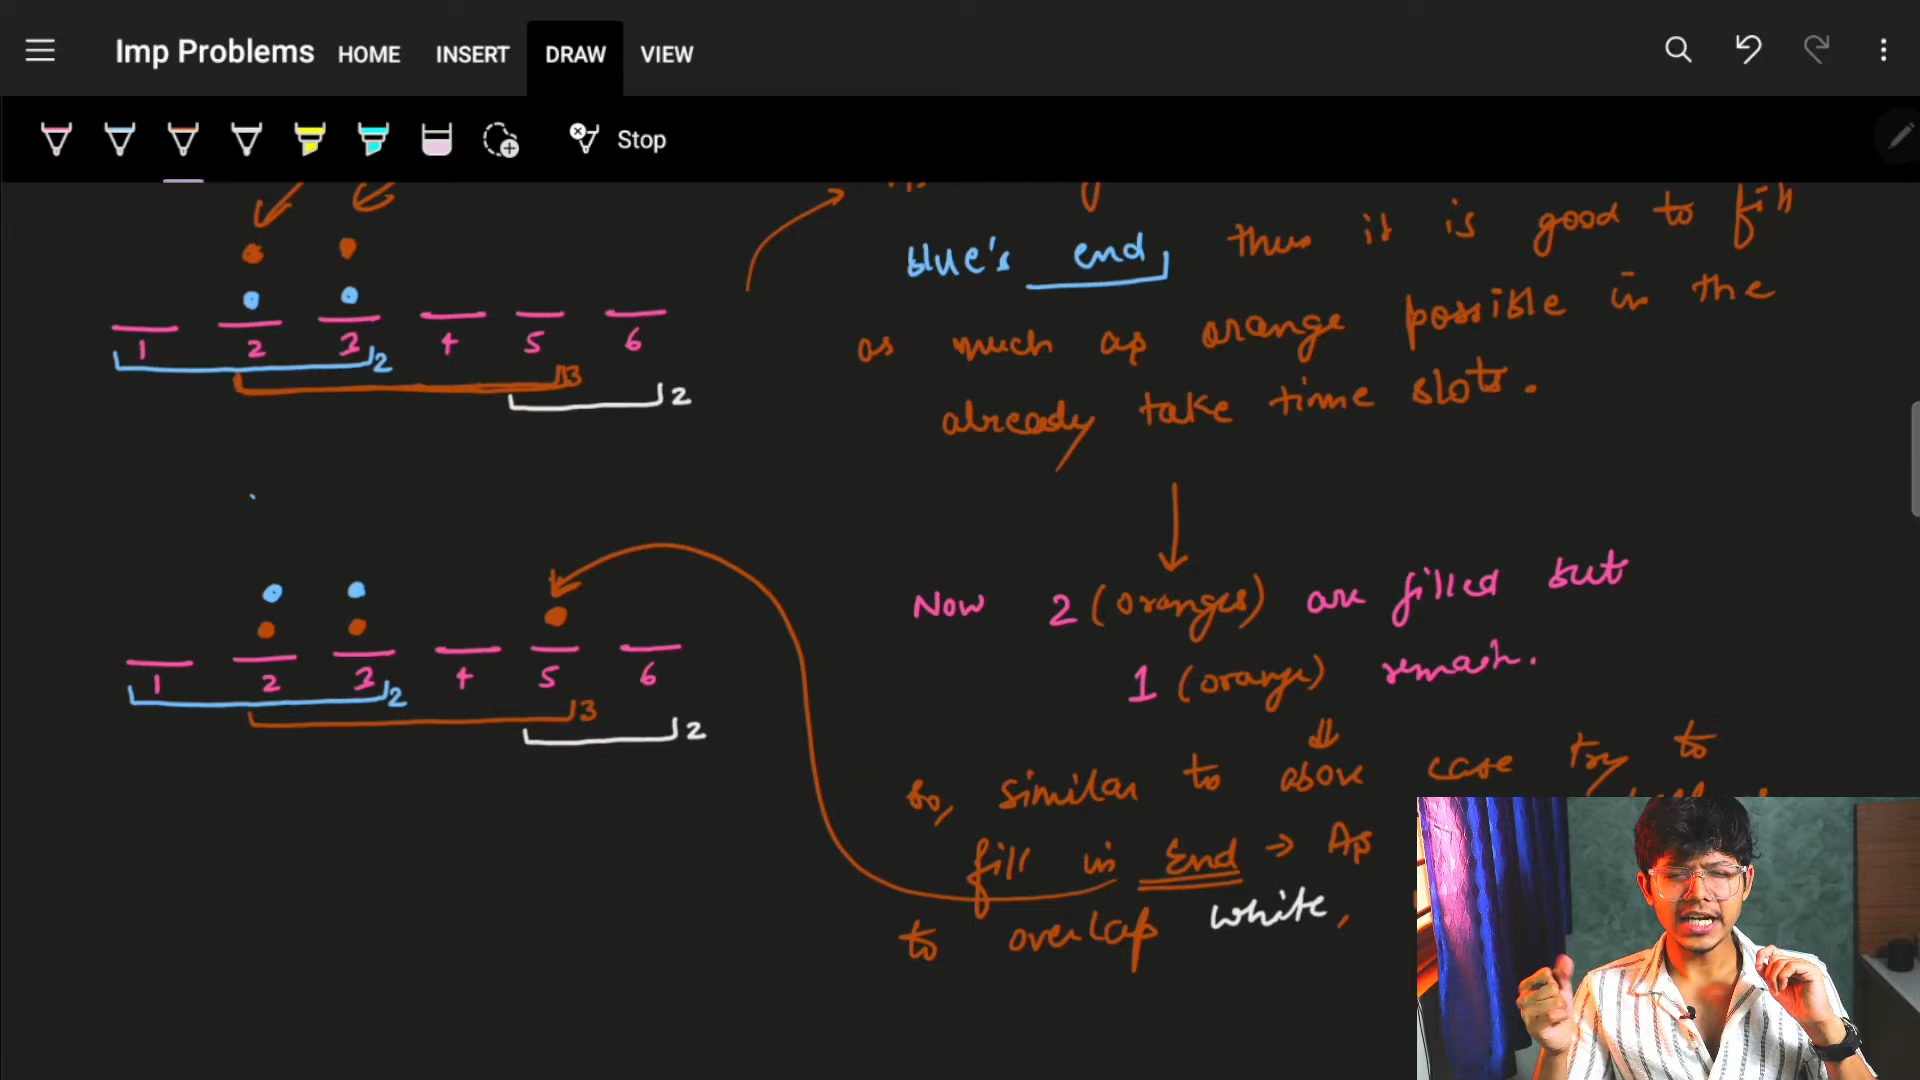 Imp Problems HOME INSERT DRAW VIEW
Stop
blue's end, thus it is good to fill
as much as orange possible in the
already take time slots.
1 2 3 4 5 6
2
3
2
Now 2 (oranges) are filled but
1 (orange) remain.
1 2 3 4 5 6
2
3
2
so, similar to above case try to
fill in End → As
to overlap white,